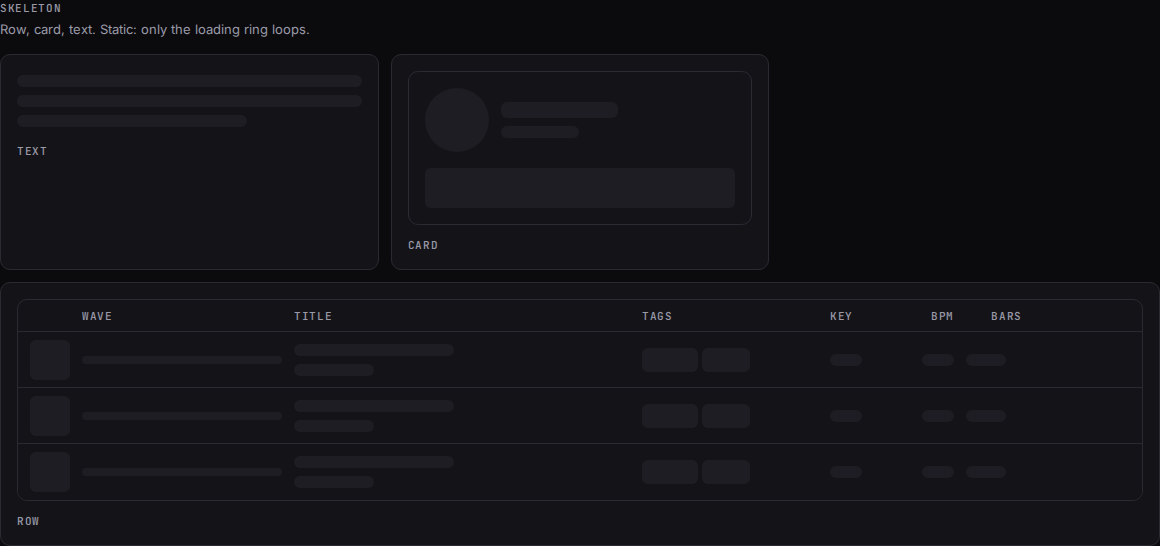 SKELETON
Row, card, text. Static: only the loading ring loops.
TEXT
CARD
WAVE TITLE TAGS KEY BPM BARS
ROW